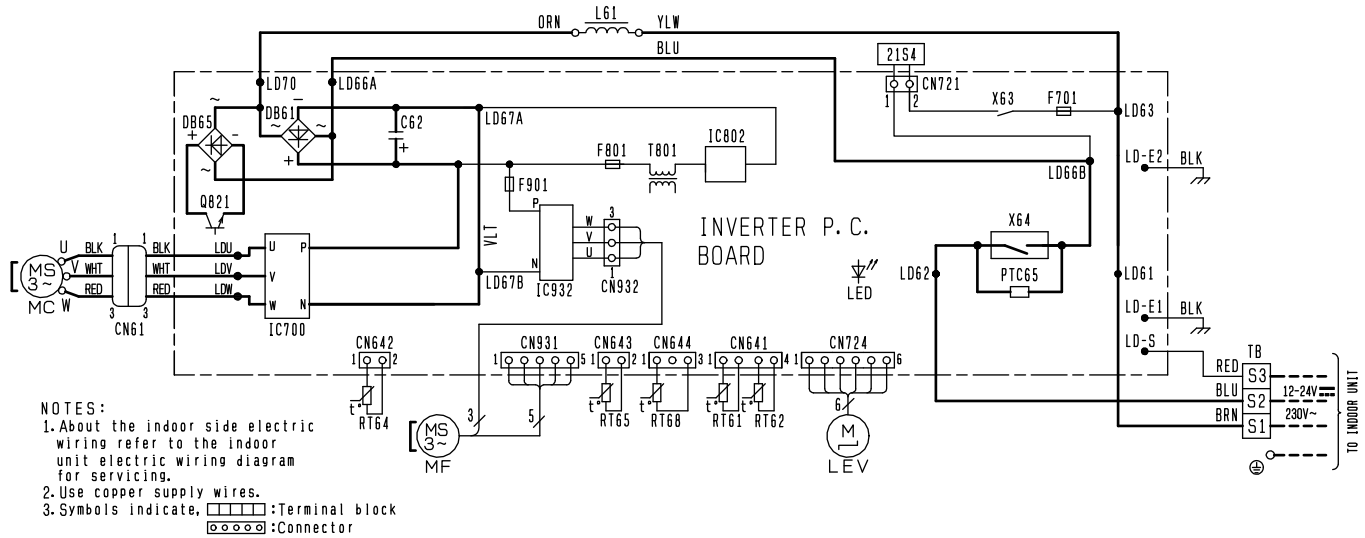 ORN L61 YLW
BLU
21S4
LD70 LD66A
CN721
~ - 1 2 X63 F701
DB65 DB61 LD67A LD63
+ - ~ ~ C62
IC802
+ + F801 T801 LD-E2 BLK
~ LD66B
F901
Q821
P 3 INVERTER P. C.
BOARD
X64
U BLK 1 1 BLK LDU U P VLT W
V
U
MS
3~
V WHT WHT LDV V N LD62 PTC65 LD61
LD67B 1
W RED RED LDW W N IC932 CN932 LED
MC 3 3 LD-E1 BLK
CN61 IC700
LD-S
CN642 CN931 CN643 CN644 CN641 CN724 TB
1 2 1 5 1 2 1 3 1 4 1 6 RED S3
12-24V
BLU S2
230V~
BRN S1
TO INDOOR UNIT
t° t° t° t° t° 6
RT64 3 5 RT65 RT68 RT61 RT62
MS
3~
M
MF LEV
NOTES:
1. About the indoor side electric
wiring refer to the indoor
unit electric wiring diagram
for servicing.
2. Use copper supply wires.
3. Symbols indicate, :Terminal block
:Connector